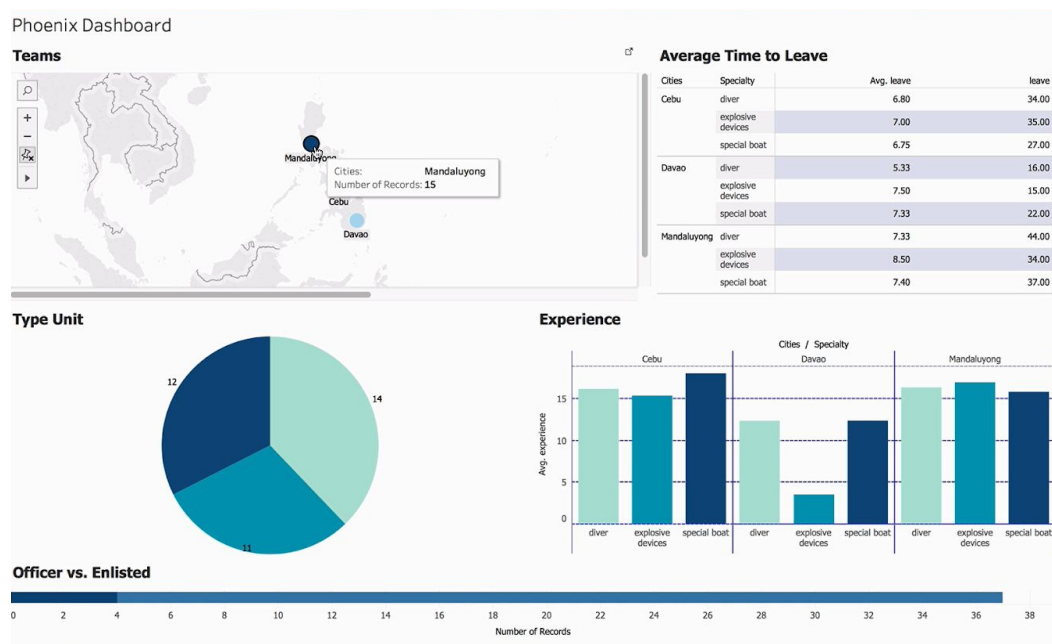 Phoenix Dashboard
Teams
Mandaluyong
Cities: Mandaluyong
Number of Records: 15
Cebu
Davao
Average Time to Leave
Cities Specialty Avg. leave leave
Cebu diver 6.80 34.00
explosive devices 7.00 35.00
special boat 6.75 27.00
Davao diver 5.33 16.00
explosive devices 7.50 15.00
special boat 7.33 22.00
Mandaluyong diver 7.33 44.00
explosive devices 8.50 34.00
special boat 7.40 37.00
Type Unit
12
14
11
Experience
Cities / Specialty
Cebu Davao Mandaluyong
Avg. experience
15
10
5
0
diver explosive devices special boat diver explosive devices special boat diver explosive devices special boat
Officer vs. Enlisted
0 2 4 6 8 10 12 14 16 18 20 22 24 26 28 30 32 34 36 38
Number of Records